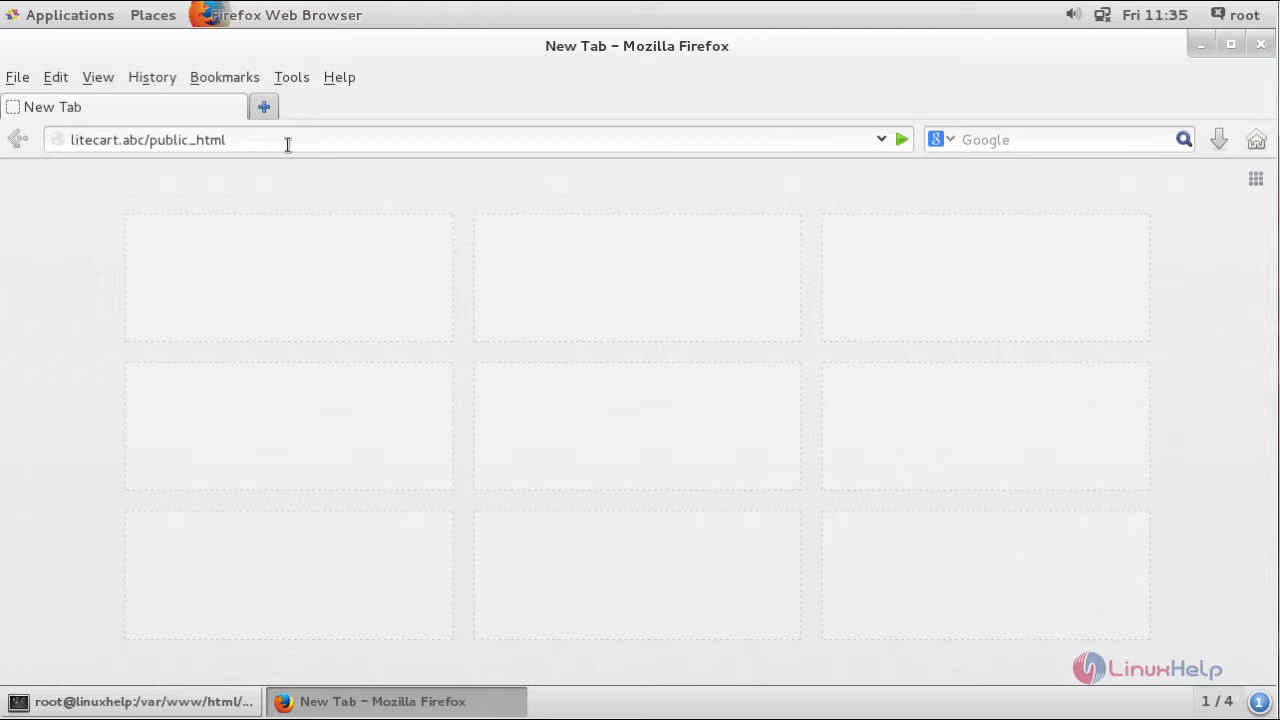 Applications Places Firefox Web Browser Fri 11:35 root
New Tab - Mozilla Firefox
File Edit View History Bookmarks Tools Help
New Tab
litecart.abc/public_html Google
LinuxHelp
root@linuxhelp:/var/www/html/... New Tab - Mozilla Firefox 1 / 4 1